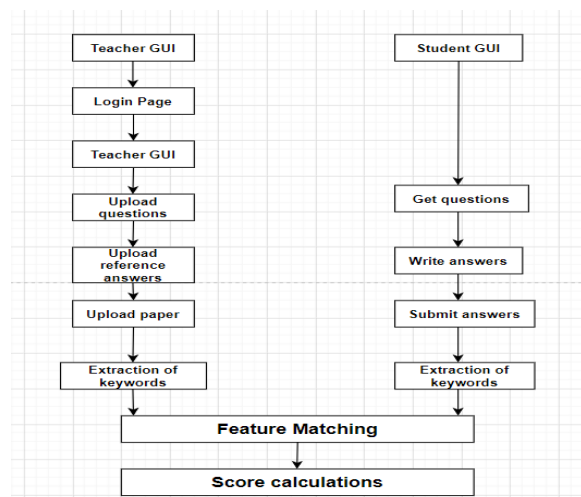 Teacher GUI
Login Page
Teacher GUI
Upload
questions
Upload
reference
answers
Upload paper
Extraction of
keywords
Student GUI
Get questions
Write answers
Submit answers
Extraction of
keywords
Feature Matching
Score calculations